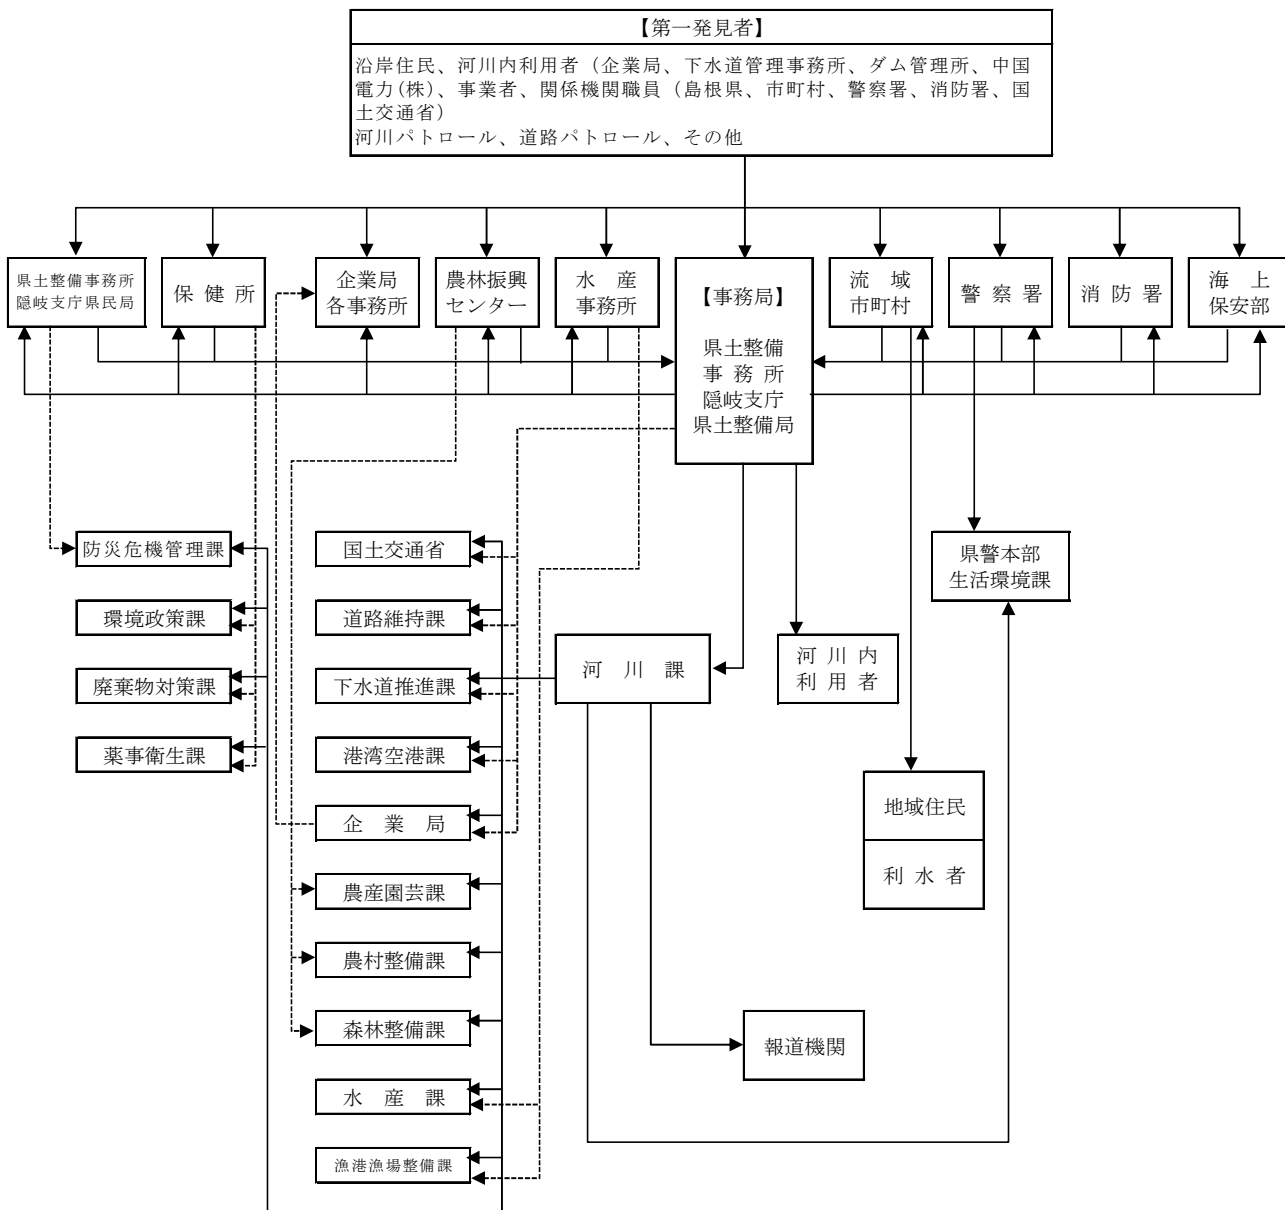 【第一発見者】
沿岸住民、河川内利用者（企業局、下水道管理事務所、ダム管理所、中国
電力(株)、事業者、関係機関職員（島根県、市町村、警察署、消防署、国
土交通省）
河川パトロール、道路パトロール、その他
県土整備事務所
隠岐支庁県民局
保健所
企業局
各事務所
農林振興
センター
水産
事務所
【事務局】
県土整備
事務所
隠岐支庁
県土整備局
流域
市町村
警察署
消防署
海上
保安部
防災危機管理課
環境政策課
廃棄物対策課
薬事衛生課
国土交通省
道路維持課
下水道推進課
港湾空港課
企業局
農産園芸課
農村整備課
森林整備課
水産課
漁港漁場整備課
河川課
河川内
利用者
県警本部
生活環境課
地域住民
利水者
報道機関